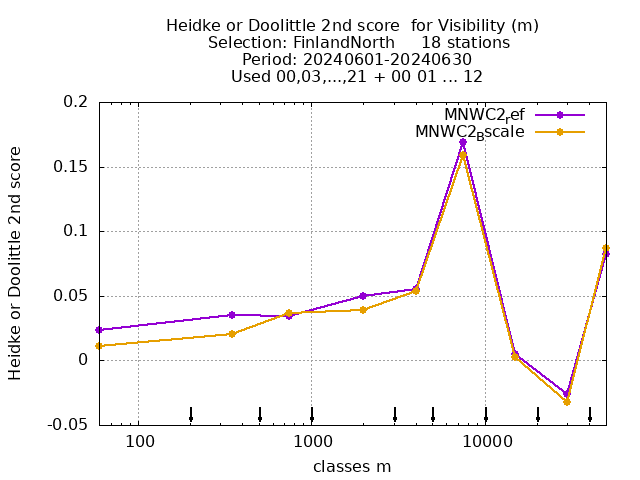 Heidke or Doolittle 2nd score  for Visibility (m)
Selection: FinlandNorth     18 stations
Period: 20240601-20240630
Used 00,03,...,21 + 00 01 ... 12
MNWC2ref
MNWC2Bscale
Heidke or Doolittle 2nd score
0.2
0.15
0.1
0.05
0
-0.05
100
1000
10000
classes m